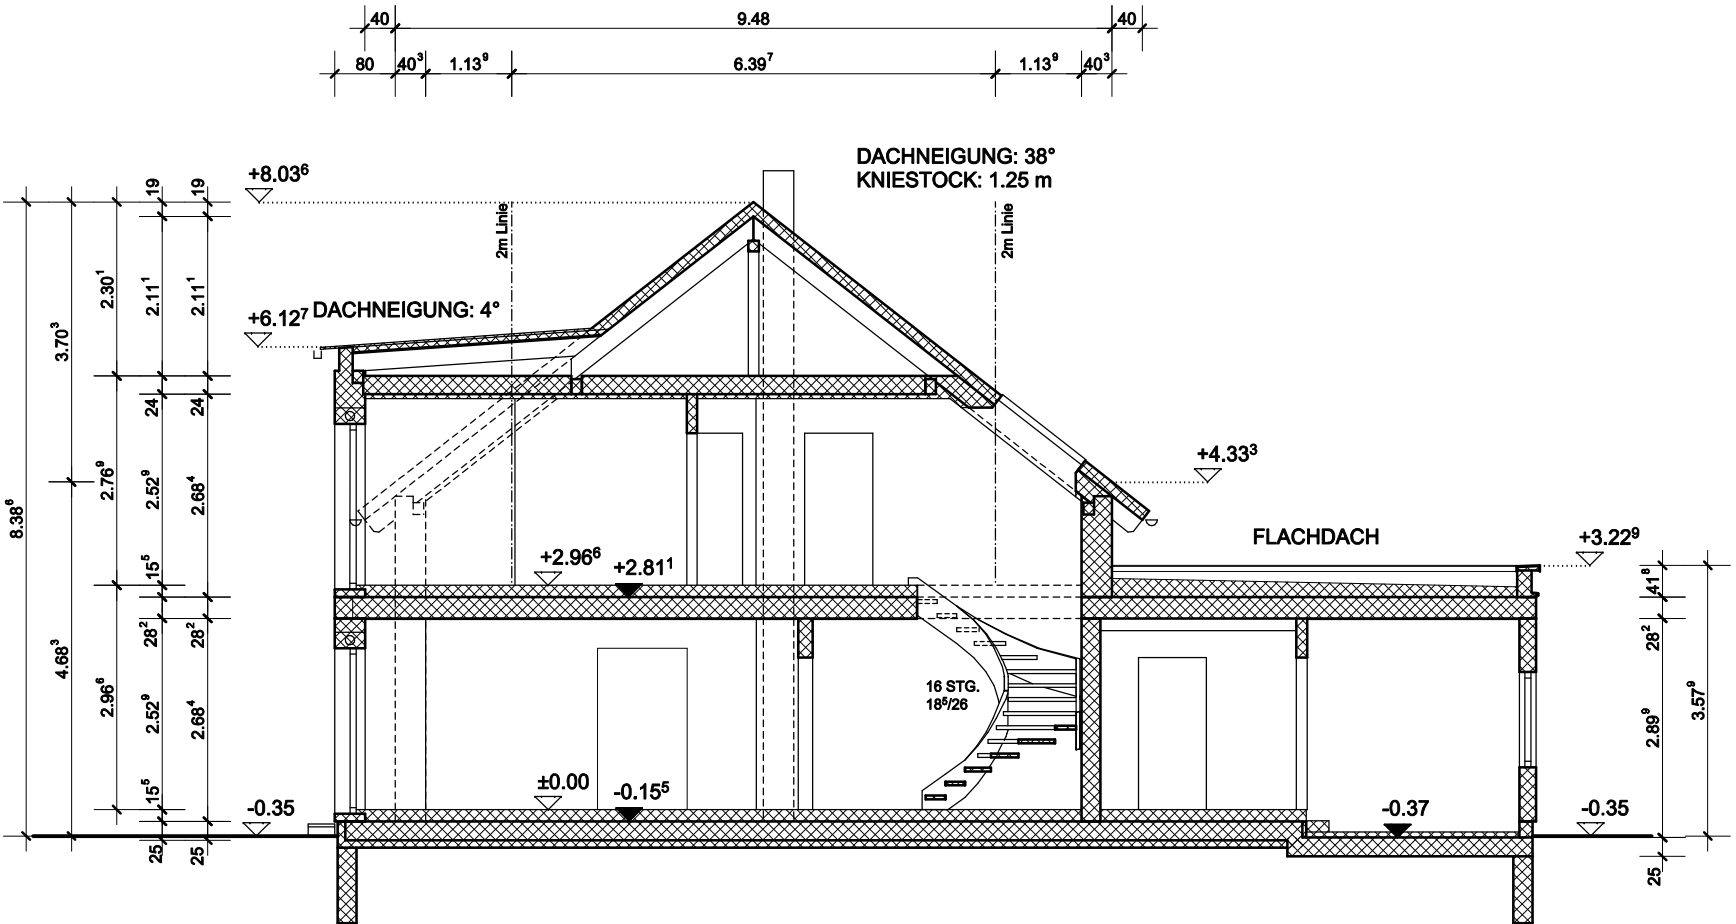 40 9.48 40
80 40³ 1.13⁹ 6.39⁷ 1.13⁹ 40³
DACHNEIGUNG: 38°
KNIESTOCK: 1.25 m
+8.03⁶
19 19
2m Linie
2m Linie
2.30¹ 2.11¹ 2.11¹
+6.12⁷ DACHNEIGUNG: 4°
3.70³
24 24
+4.33³
2.76⁹ 2.52⁹ 2.68⁴
8.38⁶
FLACHDACH
+3.22⁹
+2.96⁶ +2.81¹
15⁵
41⁸
28² 28²
28²
4.68³
2.96⁶ 2.52⁹ 2.68⁴
16 STG.
18⁵/26
2.89⁹ 3.57⁹
±0.00 -0.15⁵
15⁵
-0.35
-0.37
-0.35
25 25
25